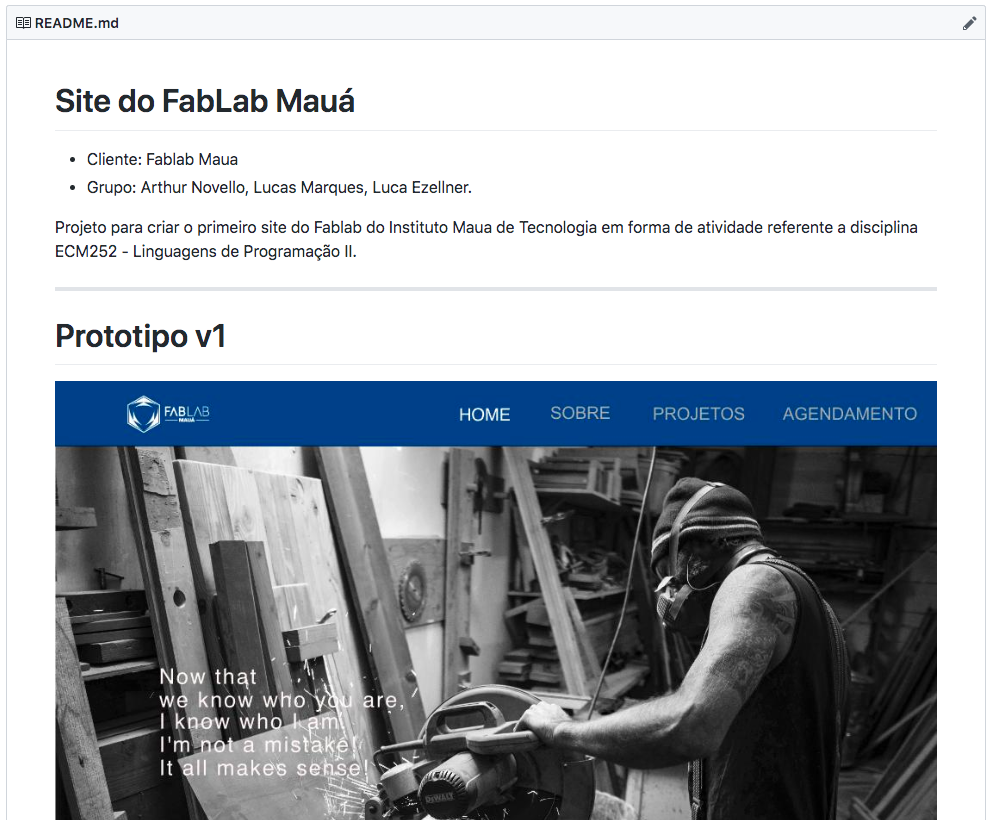 README.md
Site do FabLab Mauá
Cliente: Fablab Maua
Grupo: Arthur Novello, Lucas Marques, Luca Ezellner.
Projeto para criar o primeiro site do Fablab do Instituto Maua de Tecnologia em forma de atividade referente a disciplina
ECM252 - Linguagens de Programação II.
Prototipo v1
FABLAB
MAUÁ
HOME SOBRE PROJETOS AGENDAMENTO
Now that
we know who you are,
I know who I am.
I'm not a mistake!
It all makes sense!
DEWALT